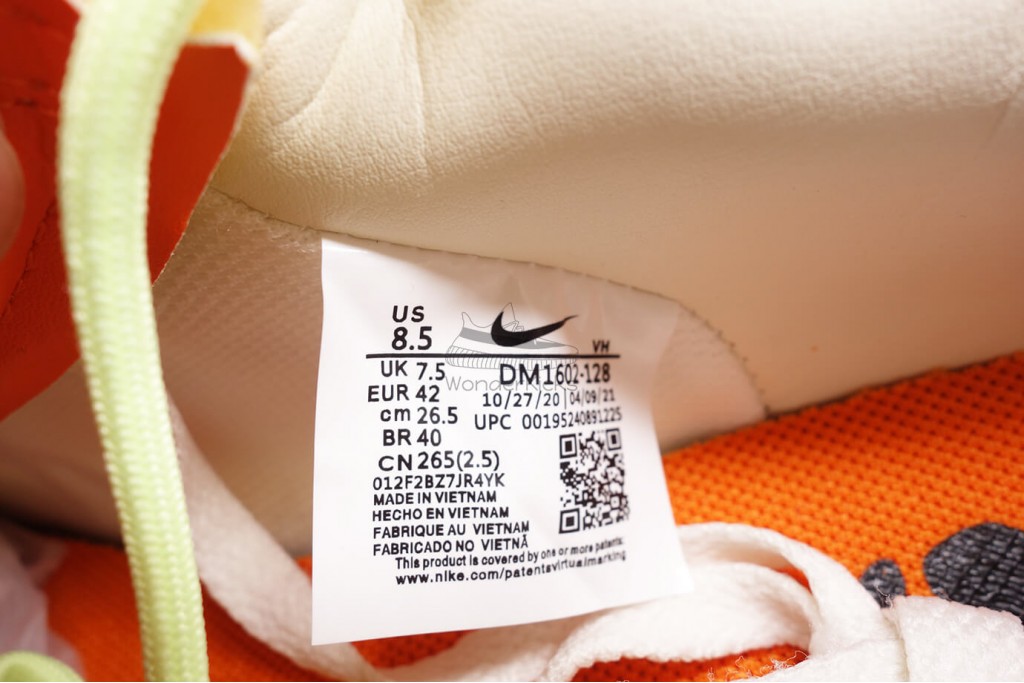 US
8.5
VH
UK 7.5
DM1602-128
EUR 42
10/27/20 04/09/21
cm 26.5
UPC 00195240891225
BR 40
CN 265(2.5)
012F2BZ7JR4YK
MADE IN VIETNAM
HECHO EN VIETNAM
FABRIQUE AU VIETNAM
FABRICADO NO VIETNÃ
This product is covered by one or more patents:
www.nike.com/patentsvirtualmarking
WonderKicks